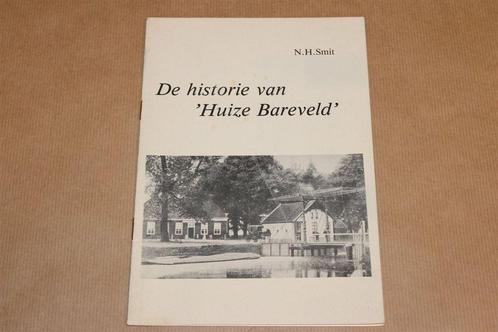 N.H.Smit
De historie van
’Huize Bareveld’